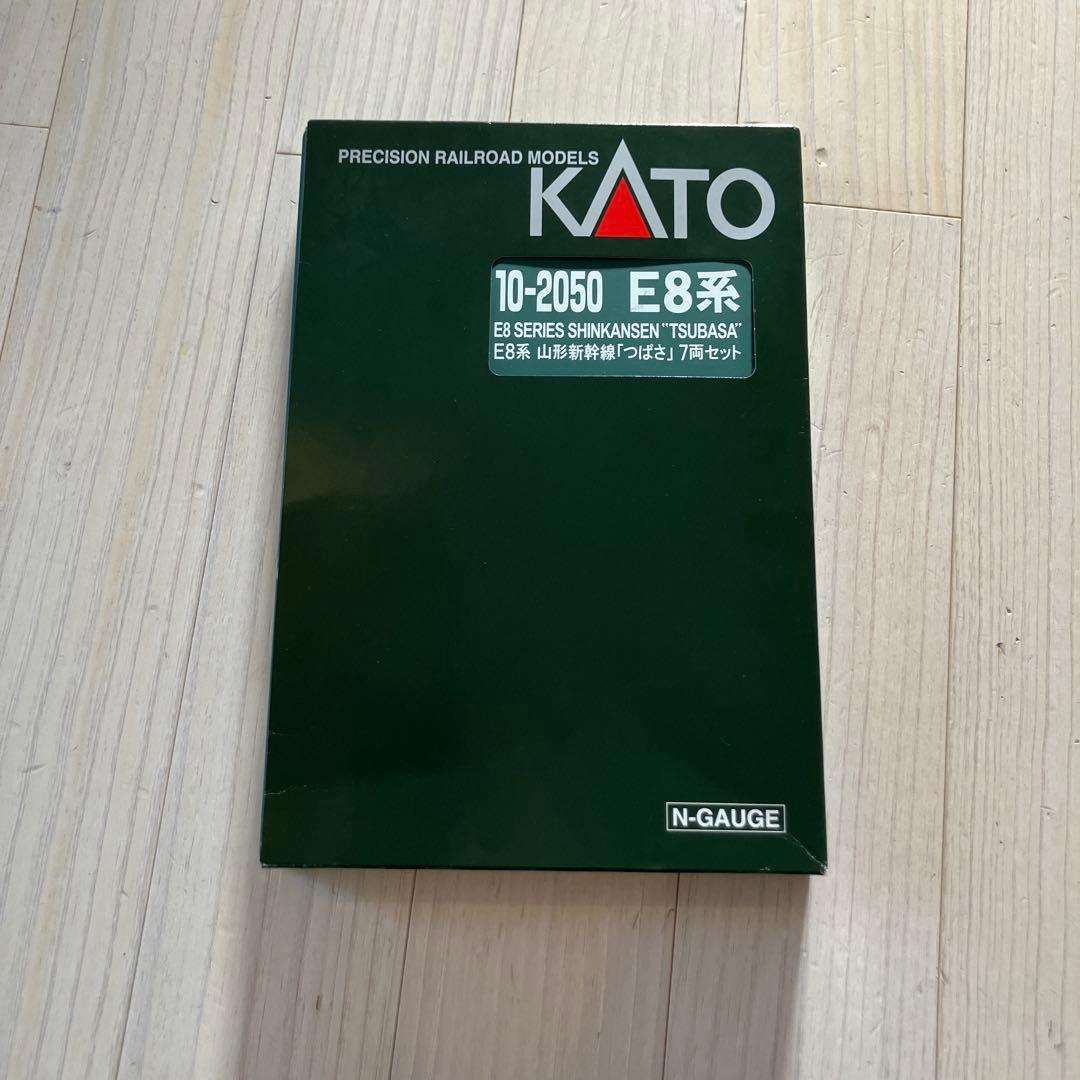 PRECISION RAILROAD MODELS
KATO
10-2050 E8系
E8 SERIES SHINKANSEN "TSUBASA"
E8系 山形新幹線「つばさ」7両セット
N-GAUGE